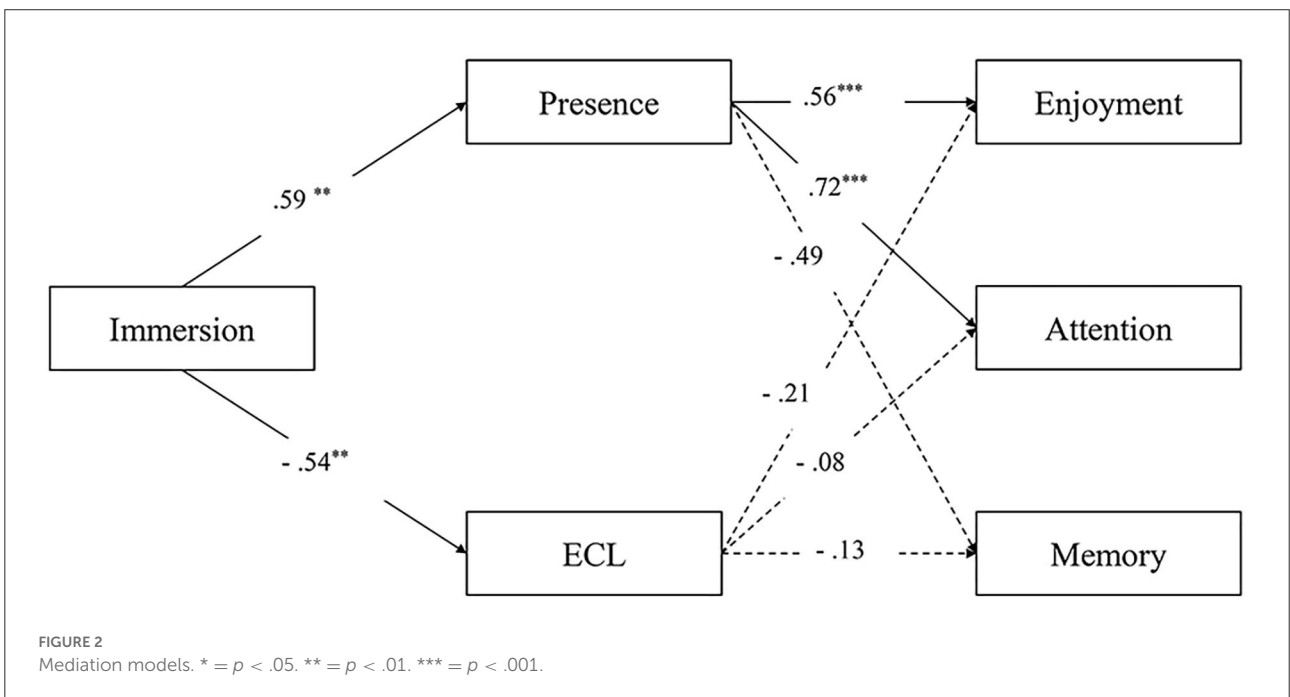 Presence
.56***
Enjoyment
.59 **
.72***
- .49
Immersion
Attention
- .21
- .54**
- .08
ECL
- .13
Memory
FIGURE 2
Mediation models. * = p < .05. ** = p < .01. *** = p < .001.